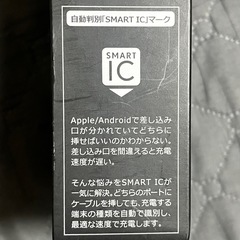 自動判別「SMART IC」マーク
SMART
IC
Apple/Androidで差し込み
口が分かれていてどちらに
挿せばいいのかわからない。
差し込み口を間違えると充電
速度が遅い。
そんな悩みをSMART ICが
一気に解決。どちらのポートに
ケーブルを挿しても、充電する
端末の種類を自動で識別し、
最適な速度で充電します。